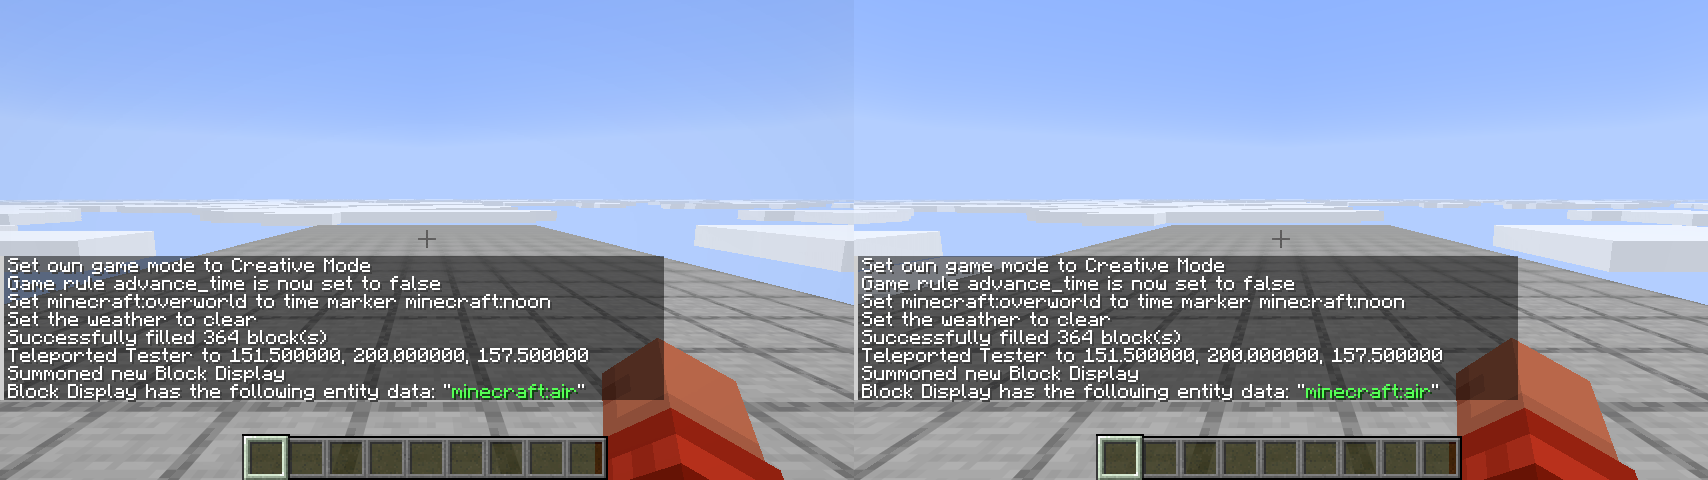 Set own game mode to Creative Mode
Game rule advance_time is now set to false
Set minecraft:overworld to time marker minecraft:noon
Set the weather to clear
Successfully filled 364 block(s)
Teleported Tester to 151.500000, 200.000000, 157.500000
Summoned new Block Display
Block Display has the following entity data: "minecraft:air"
Set own game mode to Creative Mode
Game rule advance_time is now set to false
Set minecraft:overworld to time marker minecraft:noon
Set the weather to clear
Successfully filled 364 block(s)
Teleported Tester to 151.500000, 200.000000, 157.500000
Summoned new Block Display
Block Display has the following entity data: "minecraft:air"